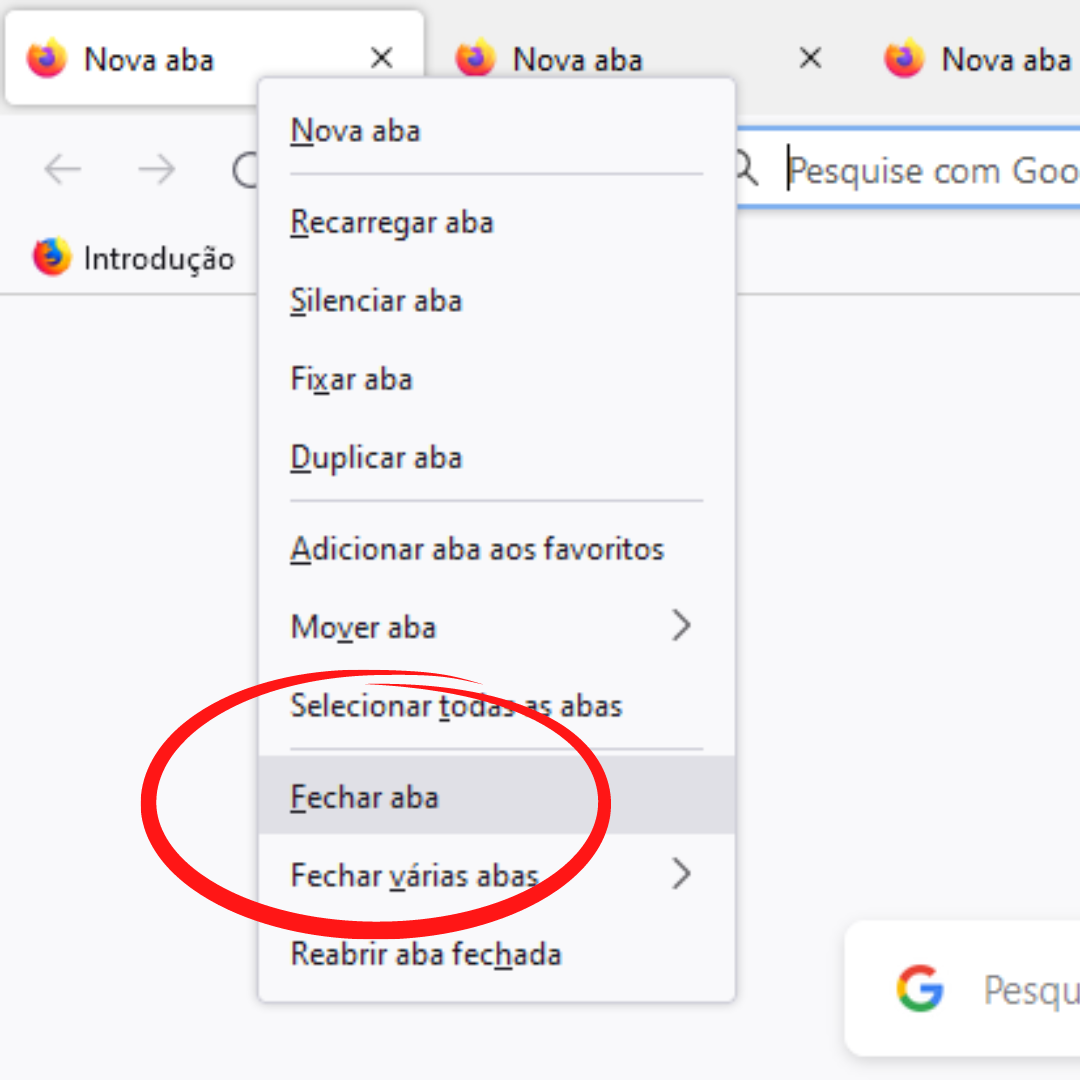 Nova aba
Nova aba
Nova aba
Nova aba
Pesquise com Goo
Recarregar aba
Introdução
Silenciar aba
Fixar aba
Duplicar aba
Adicionar aba aos favoritos
Mover aba
Selecionar todas as abas
Fechar aba
Fechar várias abas
Reabrir aba fechada
Pesqu